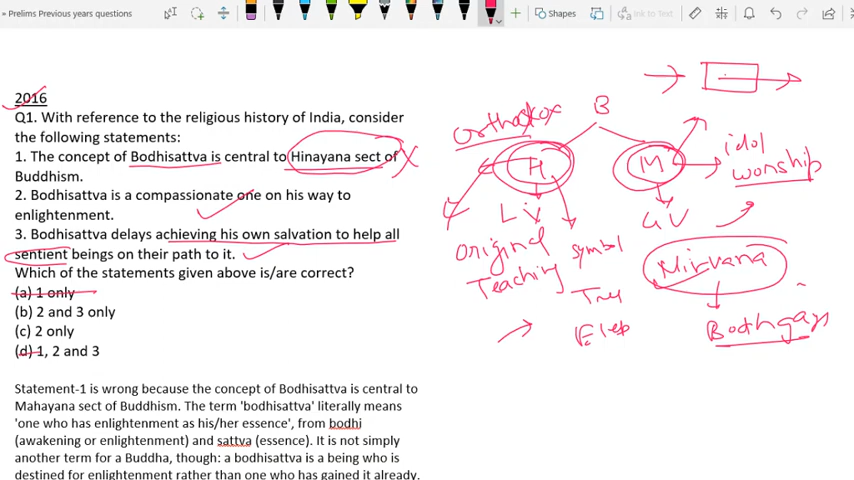 » Prelims Previous years questions
Shapes
Ink to Text
2016
Q1. With reference to the religious history of India, consider
the following statements:
1. The concept of Bodhisattva is central to Hinayana sect of
Buddhism.
2. Bodhisattva is a compassionate one on his way to
enlightenment.
3. Bodhisattva delays achieving his own salvation to help all
sentient beings on their path to it.
Which of the statements given above is/are correct?
(a) 1 only
(b) 2 and 3 only
(c) 2 only
(d) 1, 2 and 3
Statement-1 is wrong because the concept of Bodhisattva is central to
Mahayana sect of Buddhism. The term 'bodhisattva' literally means
'one who has enlightenment as his/her essence', from bodhi
(awakening or enlightenment) and sattva (essence). It is not simply
another term for a Buddha, though: a bodhisattva is a being who is
destined for enlightenment rather than one who has gained it already.
B
Orthodox
H
M
idol
worship
LV
GV
Original
Teaching
symbol
Elep
Nirvana